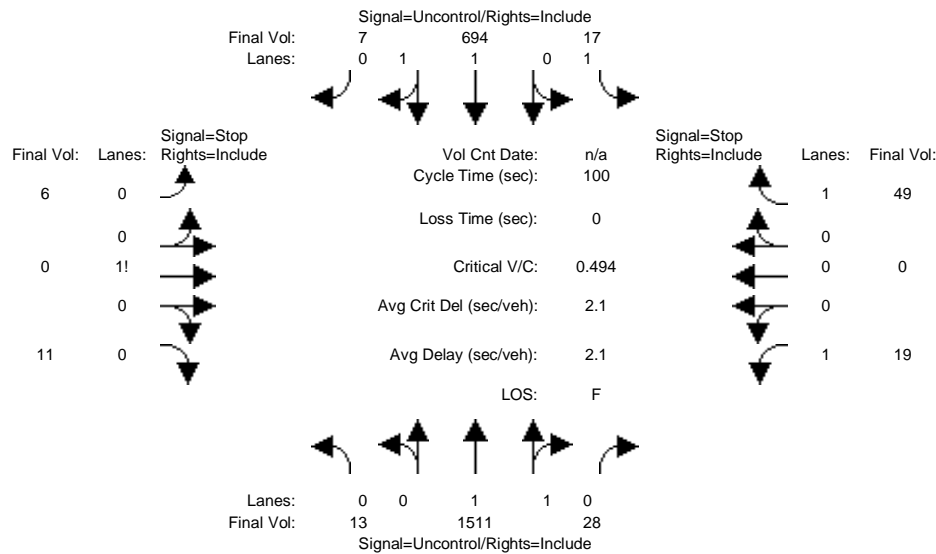 Signal=Uncontrol/Rights=Include
Final Vol: 7 694 17
Lanes: 0 1 1 0 1
Signal=Stop
Final Vol: Lanes: Rights=Include
6 0
0
0 1!
0
11 0
Vol Cnt Date: n/a
Cycle Time (sec): 100
Loss Time (sec): 0
Critical V/C: 0.494
Avg Crit Del (sec/veh): 2.1
Avg Delay (sec/veh): 2.1
LOS: F
Signal=Stop
Rights=Include Lanes: Final Vol:
1 49
0
0 0
0
1 19
Lanes: 0 0 1 1 0
Final Vol: 13 1511 28
Signal=Uncontrol/Rights=Include